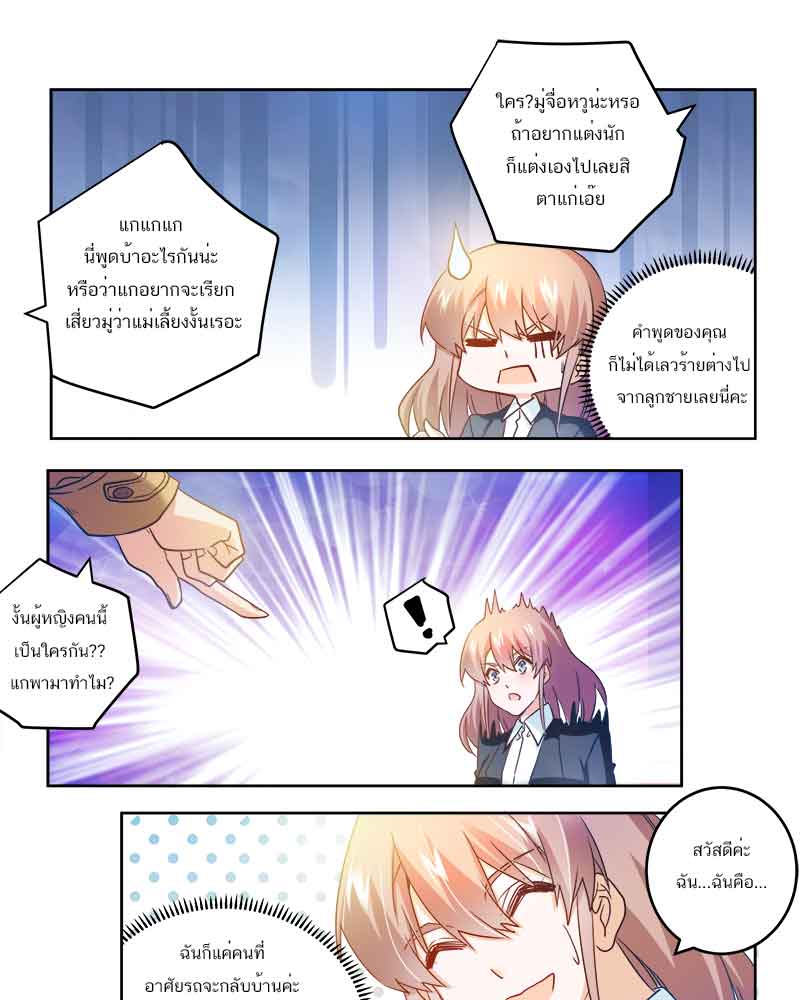 ใคร?มู่จื่อหวูน่ะหรอ
ถ้าอยากแต่งนัก
ก็แต่งเองไปเลยสิ
ตาแก่เอ๊ย
แกแกแก
นี่พูดบ้าอะไรกันน่ะ
หรือว่าแกอยากจะเรียก
เสี่ยวมู่ว่าแม่เลี้ยงงั้นเรอะ
คำพูดของคุณ
ก็ไม่ได้เลวร้ายต่างไป
จากลูกชายเลยนี่คะ
!
งั้นผู้หญิงคนนี้
เป็นใครกัน??
แกพามาทำไม?
สวัสดีค่ะ
ฉัน...ฉันคือ...
ฉันก็แค่คนที่
อาศัยรถจะกลับบ้านค่ะ